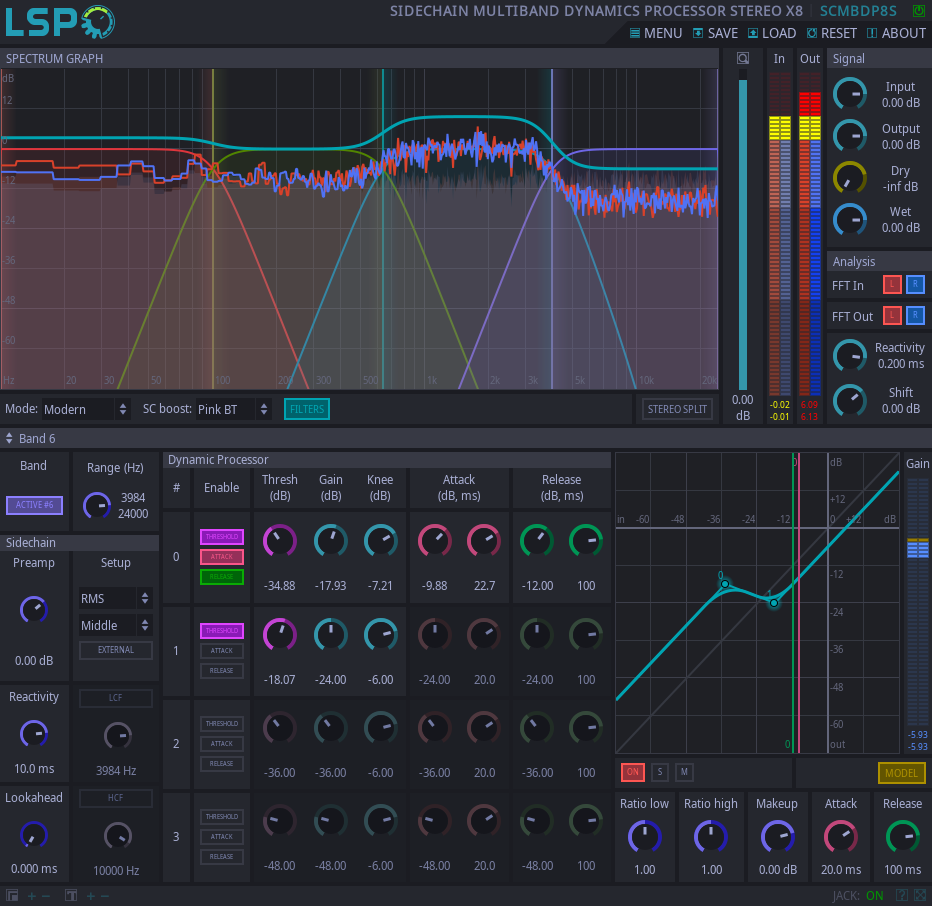 LSP SIDECHAIN MULTIBAND DYNAMICS PROCESSOR STEREO X8 SCMBDP8S
MENU SAVE LOAD RESET ABOUT
SPECTRUM GRAPH In Out Signal
dB
12
0
-12
-24
-36
-48
-60
Hz 20 30 50 100 200 300 500 1k 2k 3k 5k 10k 20k
0.00
dB
-0.02 6.09
-0.01 6.13
Input
0.00 dB
Output
0.00 dB
Dry
-inf dB
Wet
0.00 dB
Analysis
FFT In L R
FFT Out L R
Reactivity
0.200 ms
Shift
0.00 dB
Mode: Modern SC boost: Pink BT FILTERS STEREO SPLIT
Band 6
Band Range (Hz)
ACTIVE #6 3984
24000
Sidechain
Preamp Setup
RMS
Middle
EXTERNAL
0.00 dB
Reactivity LCF
10.0 ms 3984 Hz
Lookahead HCF
0.000 ms 10000 Hz
Dynamic Processor
# Enable Thresh Gain Knee Attack Release
(dB) (dB) (dB) (dB, ms) (dB, ms)
0 THRESHOLD
ATTACK
RELEASE
-34.88 -17.93 -7.21 -9.88 22.7 -12.00 100
1 THRESHOLD
ATTACK
RELEASE
-18.07 -24.00 -6.00 -24.00 20.0 -24.00 100
2 THRESHOLD
ATTACK
RELEASE
-36.00 -36.00 -6.00 -36.00 20.0 -36.00 100
3 THRESHOLD
ATTACK
RELEASE
-48.00 -48.00 -6.00 -48.00 20.0 -48.00 100
0 dB Gain
+12
in -60 -48 -36 -24 -12 0 +12 dB
-12
0 1
-24
-36
-48
-60
0 out
-5.93
-5.93
ON S M MODEL
Ratio low Ratio high Makeup Attack Release
1.00 1.00 0.00 dB 20.0 ms 100 ms
JACK: ON